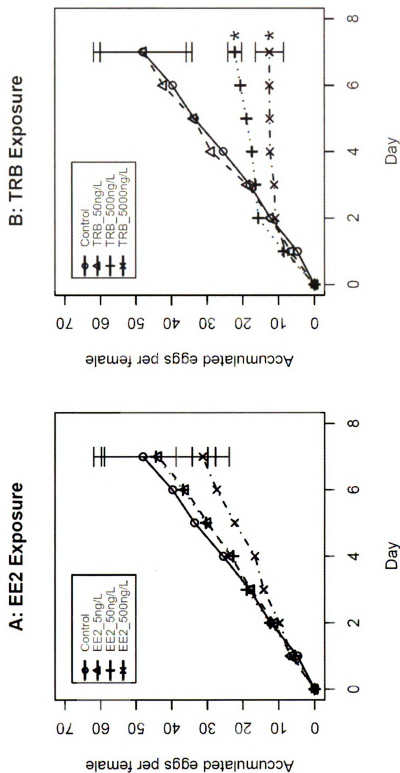 A: EE2 Exposure
Accumulated eggs per female
70
60
50
40
30
20
10
0
Control
EE2_5ng/L
EE2_50ng/L
EE2_500ng/L
0
2
4
6
8
Day
B: TRB Exposure
Accumulated eggs per female
70
60
50
40
30
20
10
0
Control
TRB_50ng/L
TRB_500ng/L
TRB_5000ng/L
*
*
0
2
4
6
8
Day